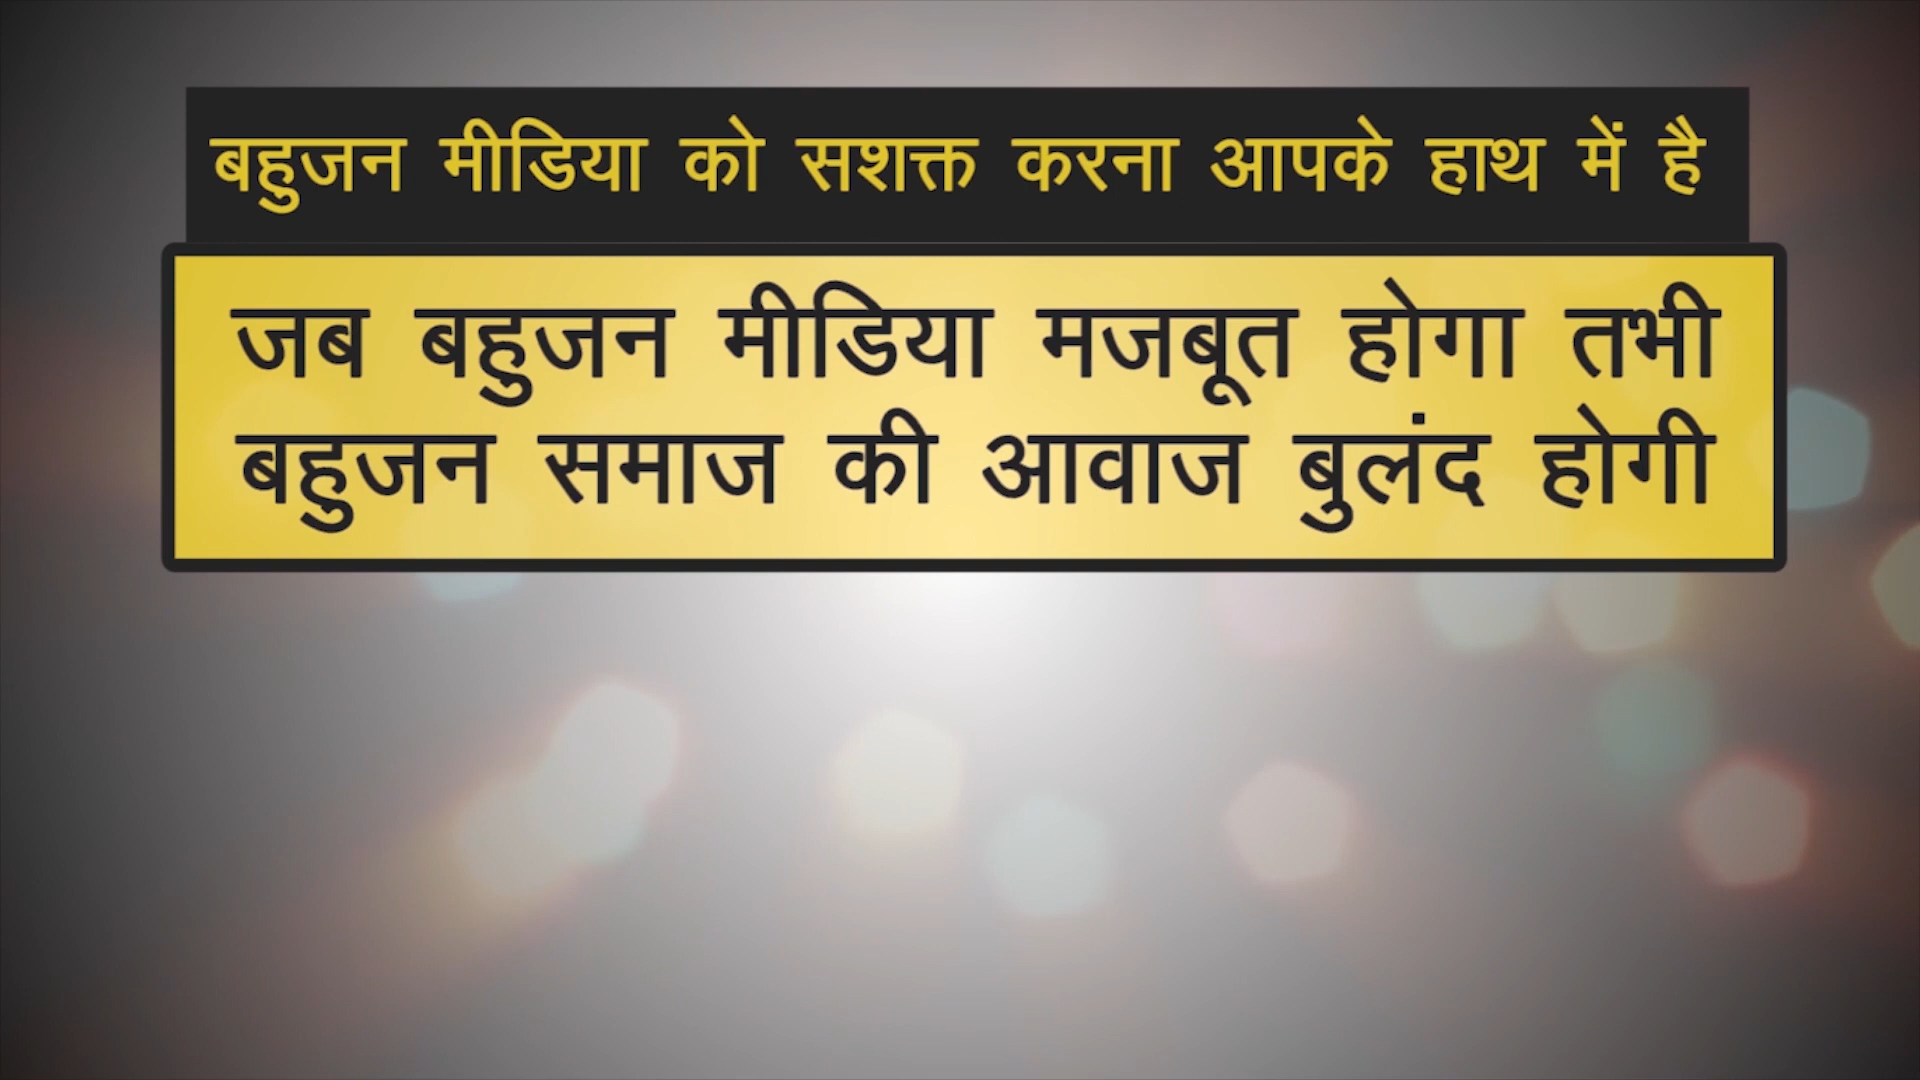 बहुजन मीडिया को सशक्त करना आपके हाथ में है
जब बहुजन मीडिया मजबूत होगा तभी
बहुजन समाज की आवाज बुलंद होगी